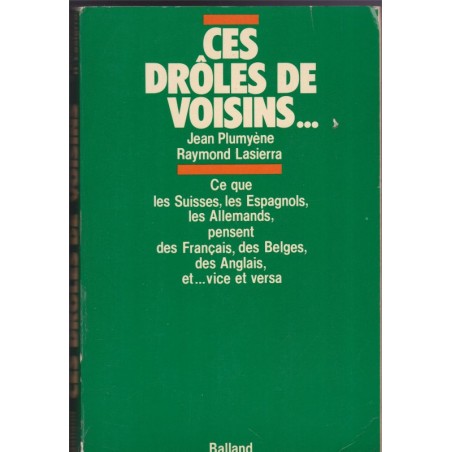 CES
DRÔLES DE
VOISINS...
Jean Plumyène
Raymond Lasierra
Ce que
les Suisses, les Espagnols,
les Allemands,
pensent
des Français, des Belges,
des Anglais,
et...vice et versa
Balland